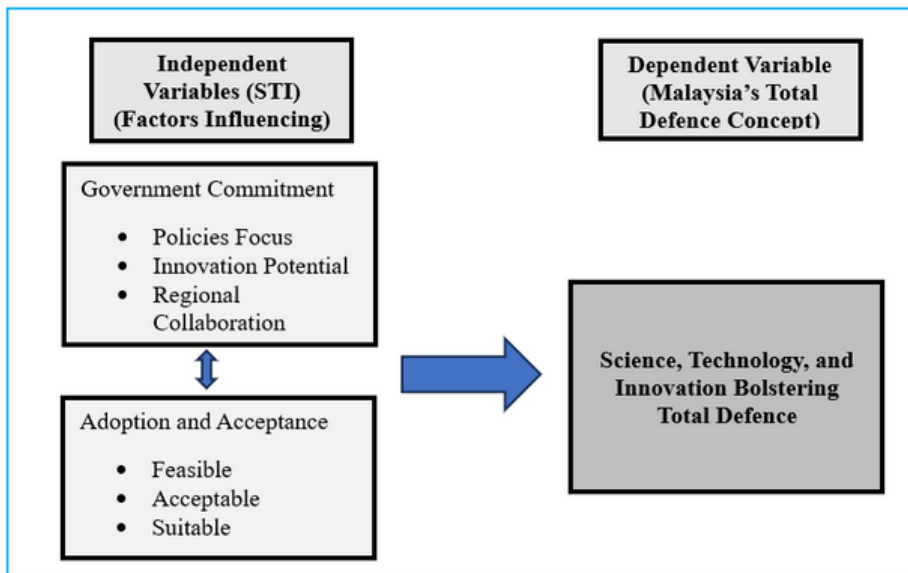 Independent
Variables (STI)
(Factors Influencing)
Dependent Variable
(Malaysia’s Total
Defence Concept)
Government Commitment
• Policies Focus
• Innovation Potential
• Regional
Collaboration
Adoption and Acceptance
• Feasible
• Acceptable
• Suitable
Science, Technology, and
Innovation Bolstering
Total Defence